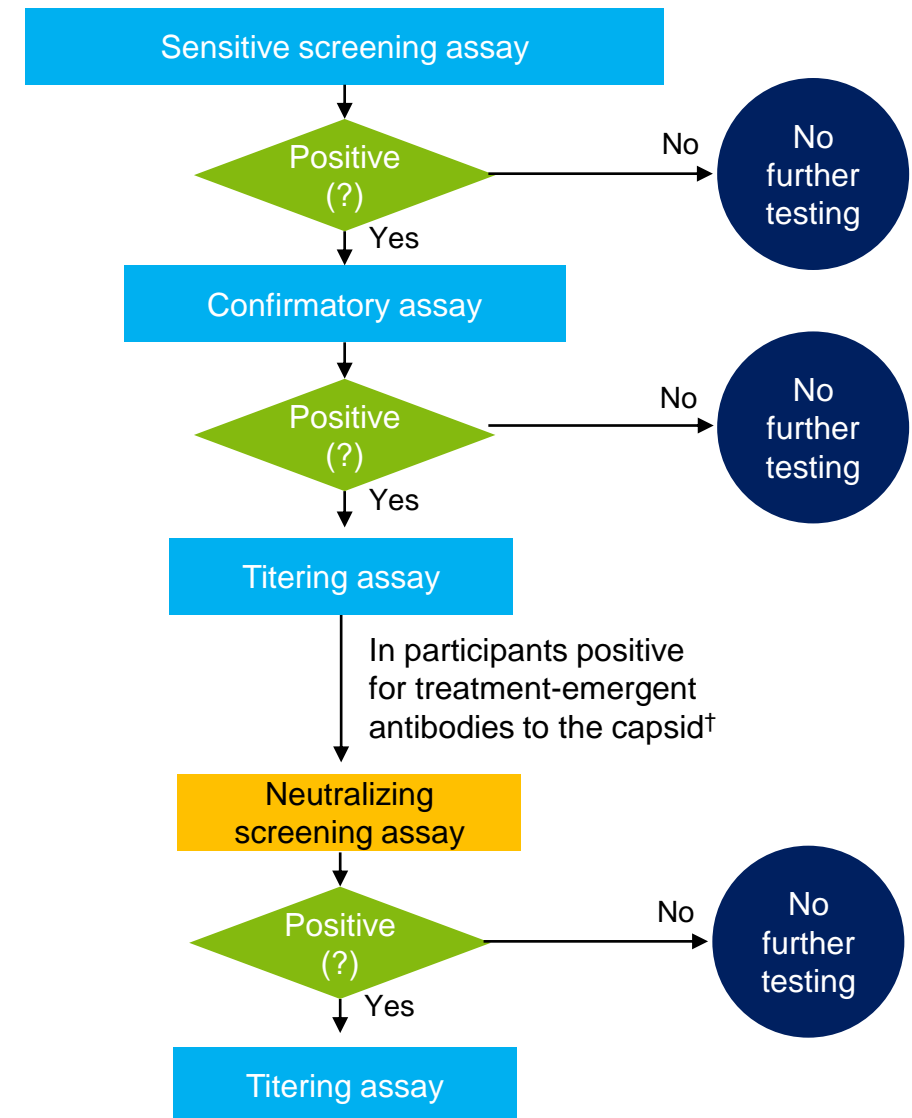 Sensitive screening assay
Positive
(?)
No
No
further
testing
Yes
Confirmatory assay
Positive
(?)
No
No
further
testing
Yes
Titering assay
In participants positive
for treatment-emergent
antibodies to the capsid†
Neutralizing
screening assay
Positive
(?)
No
No
further
testing
Yes
Titering assay